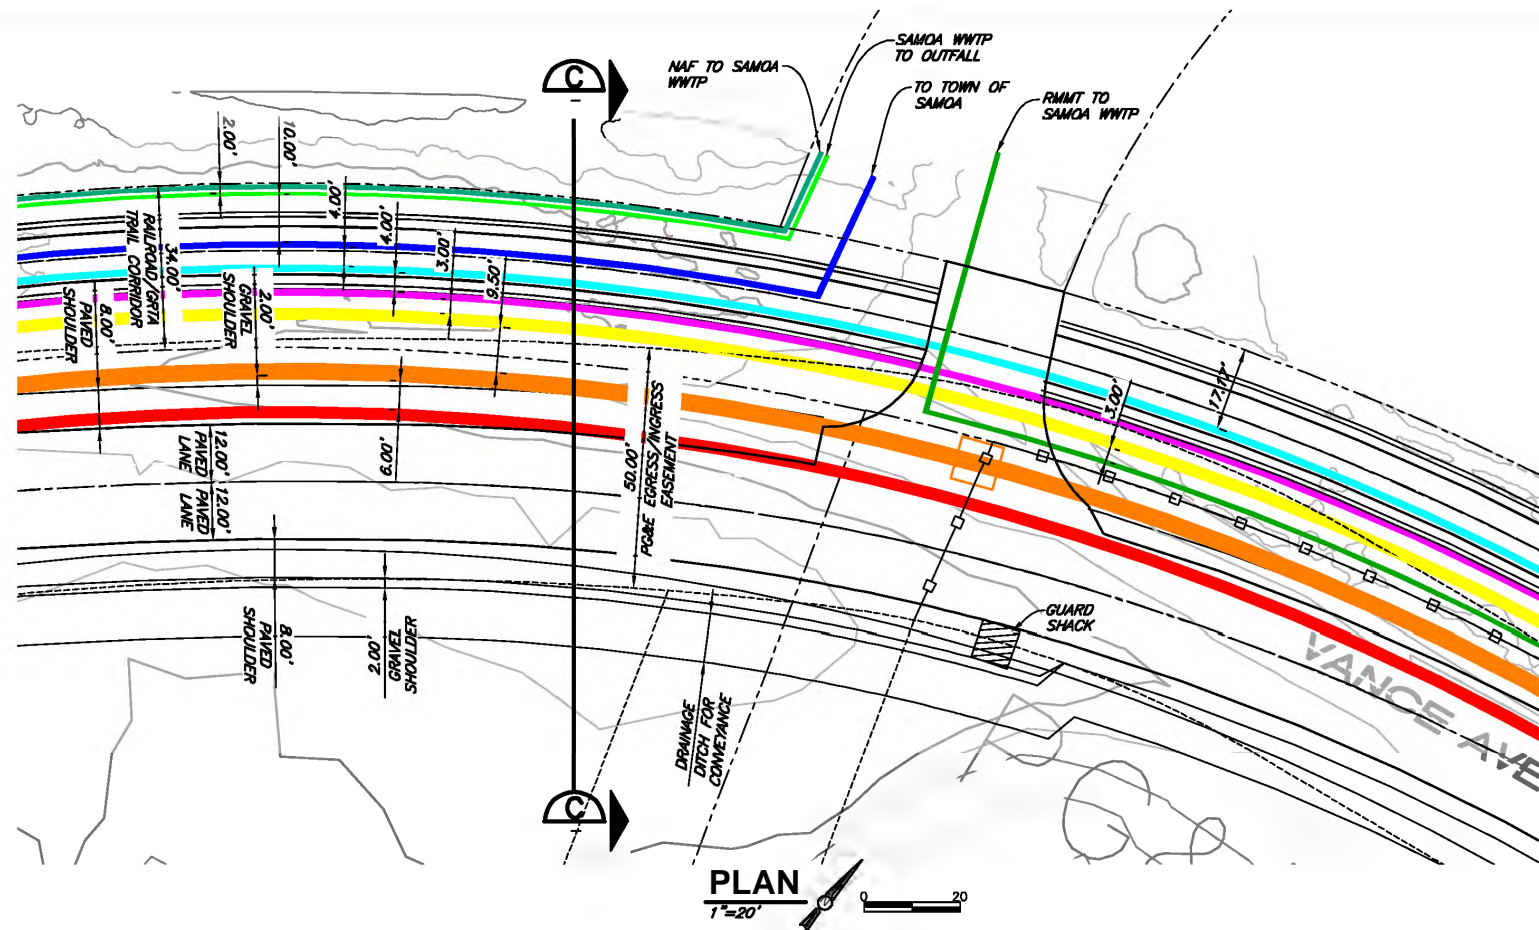 C
SAMOA WWTP
TO OUTFALL
NAF TO SAMOA
WWTP
TO TOWN OF
SAMOA
RMMT TO
SAMOA WWTP
2.00'
10.00'
4.00'
4.00'
3.00'
9.50'
RAILROAD/GRTA
TRAIL CORRIDOR
34.00'
2.00'
GRAVEL
SHOULDER
8.00'
PAVED
SHOULDER
17.17'
3.00'
12.00'
PAVED
LANE
12.00'
PAVED
LANE
6.00'
50.00'
PG&E EGRESS/INGRESS
EASEMENT
8.00'
PAVED
SHOULDER
2.00'
GRAVEL
SHOULDER
DRAINAGE
DITCH FOR
CONVEYANCE
GUARD
SHACK
VANCE AVE
C
PLAN
1"=20'
0 20